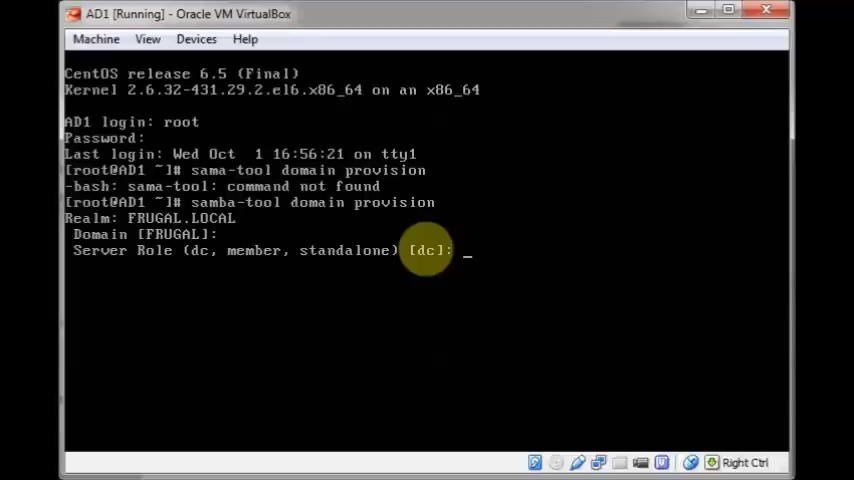 AD1 [Running] - Oracle VM VirtualBox
Machine View Devices Help
CentOS release 6.5 (Final)
Kernel 2.6.32-431.29.2.el6.x86_64 on an x86_64
AD1 login: root
Password:
Last login: Wed Oct  1 16:56:21 on tty1
[root@AD1 ~]# sama-tool domain provision
-bash: sama-tool: command not found
[root@AD1 ~]# samba-tool domain provision
Realm: FRUGAL.LOCAL
 Domain [FRUGAL]:
 Server Role (dc, member, standalone) [dc]: _
Right Ctrl